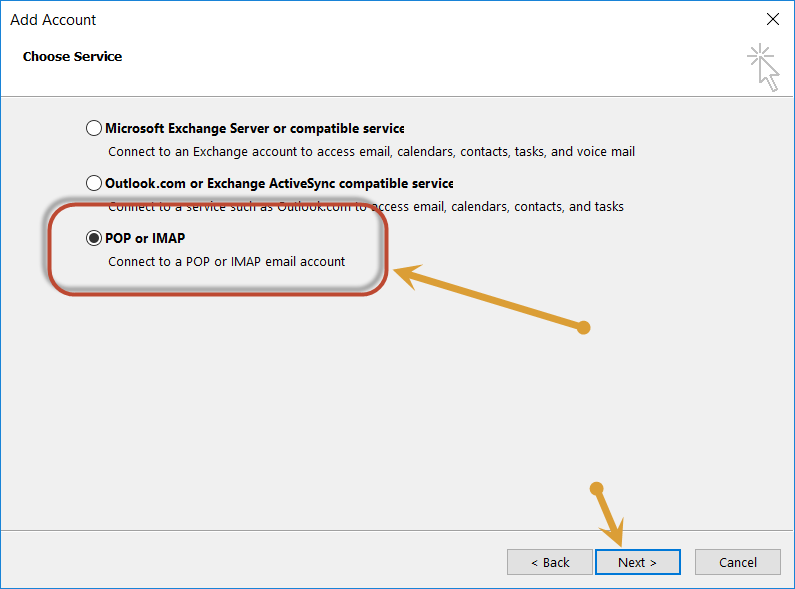 Add Account
Choose Service
Microsoft Exchange Server or compatible service
Connect to an Exchange account to access email, calendars, contacts, tasks, and voice mail
Outlook.com or Exchange ActiveSync compatible service
Connect to a service such as Outlook.com to access email, calendars, contacts, and tasks
POP or IMAP
Connect to a POP or IMAP email account
< Back
Next >
Cancel